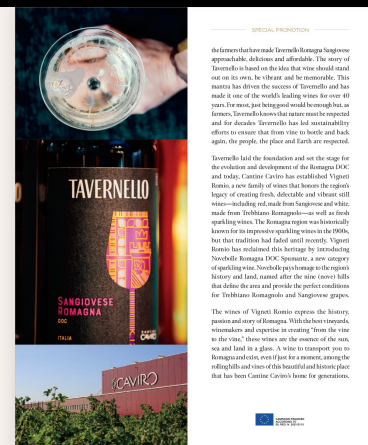 SPECIAL PROMOTION
the farmers that have made Tavernello Romagna Sangiovese
approachable, delicious and affordable. The story of
Tavernello is based on the idea that wine should stand
out on its own, be vibrant and be memorable. This
mantra has driven the success of Tavernello and has
made it one of the world's leading wines for over 40
years. For most, just being good would be enough but, as
farmers, Tavernello knows that nature must be respected
and for decades Tavernello has led sustainability
efforts to ensure that from vine to bottle and back
again, the people, the place and Earth are respected.
Tavernello laid the foundation and set the stage for
the evolution and development of the Romagna DOC
and today, Cantine Caviro has established Vigneti
Romio, a new family of wines that honors the region's
legacy of creating fresh, delectable and vibrant still
wines—including red, made from Sangiovese and white,
made from Trebbiano Romagnolo—as well as fresh
sparkling wines. The Romagna region was historically
known for its impressive sparkling wines in the 1900s,
but that tradition had faded until recently. Vigneti
Romio has reclaimed this heritage by introducing
Novebolle Romagna DOC Spumante, a new category
of sparkling wine. Novebolle pays homage to the region's
history and land, named after the nine (nove) hills
that define the area and provide the perfect conditions
for Trebbiano Romagnolo and Sangiovese grapes.
The wines of Vigneti Romio express the history,
passion and story of Romagna. With the best vineyards,
winemakers and expertise in creating "from the vine
to the vine," these wines are the essence of the sun,
sea and land in a glass. A wine to transport you to
Romagna and exist, even if just for a moment, among the
rolling hills and vines of this beautiful and historic place
that has been Cantine Caviro's home for generations.
TAVERNELLO
SANGIOVESE
ROMAGNA
DOC
ITALIA
CAVIRO
CAVIRO